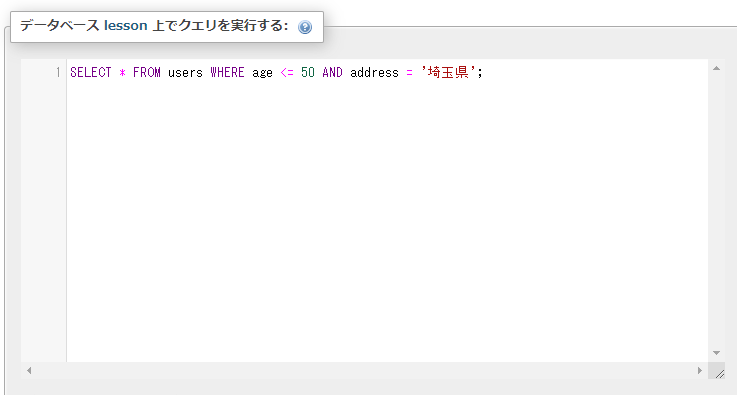 データベース lesson 上でクエリを実行する:
1 SELECT * FROM users WHERE age <= 50 AND address = '埼玉県';